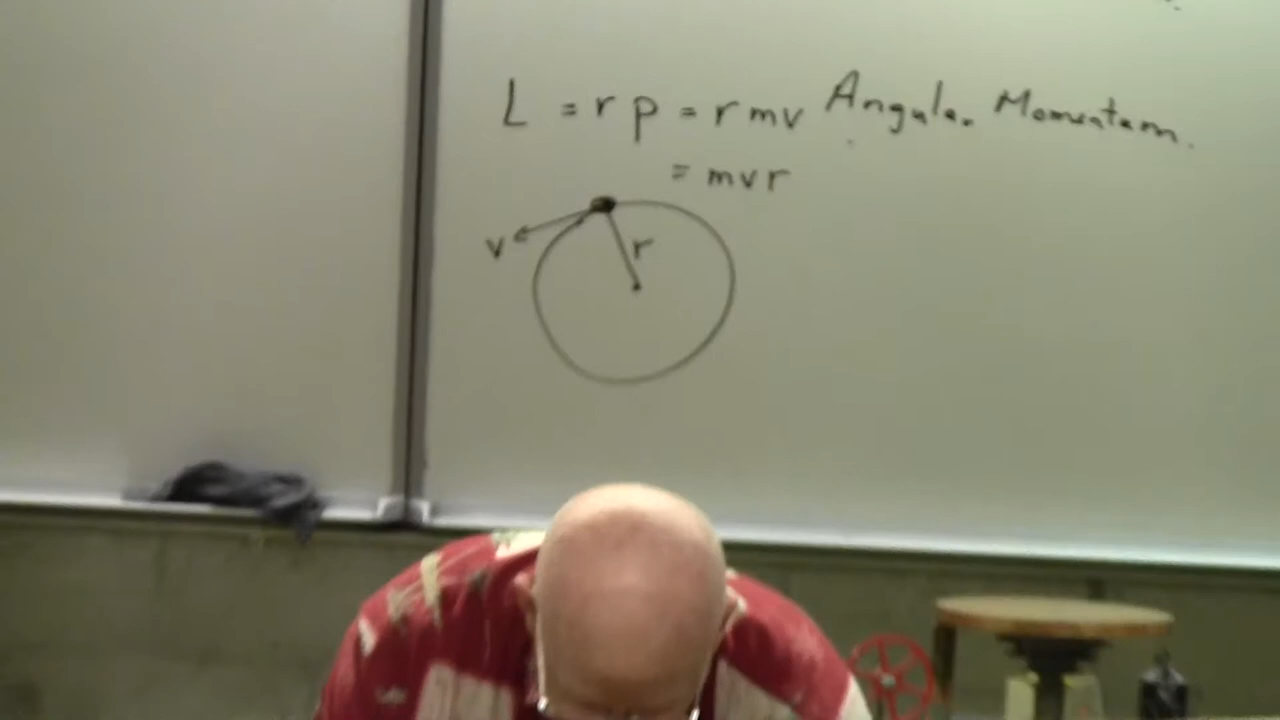 L = r p = r m v Angular Momentum.
= m v r
v
r